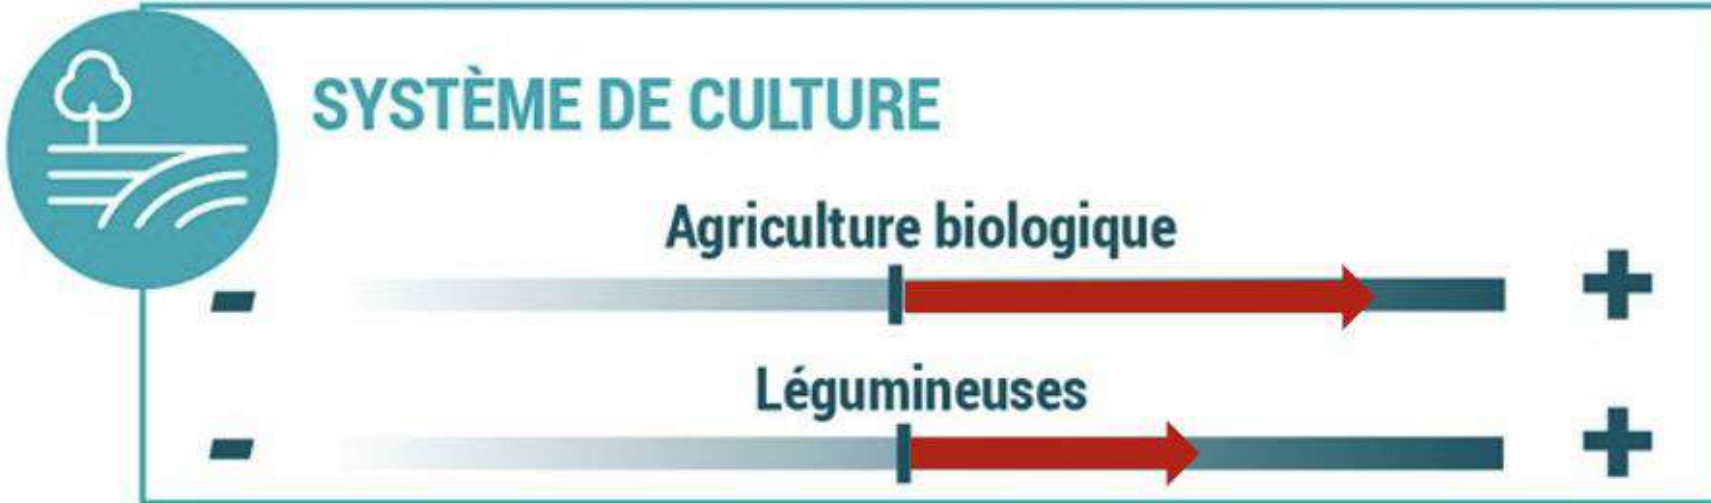 SYSTÈME DE CULTURE
Agriculture biologique
- +
Légumineuses
- +